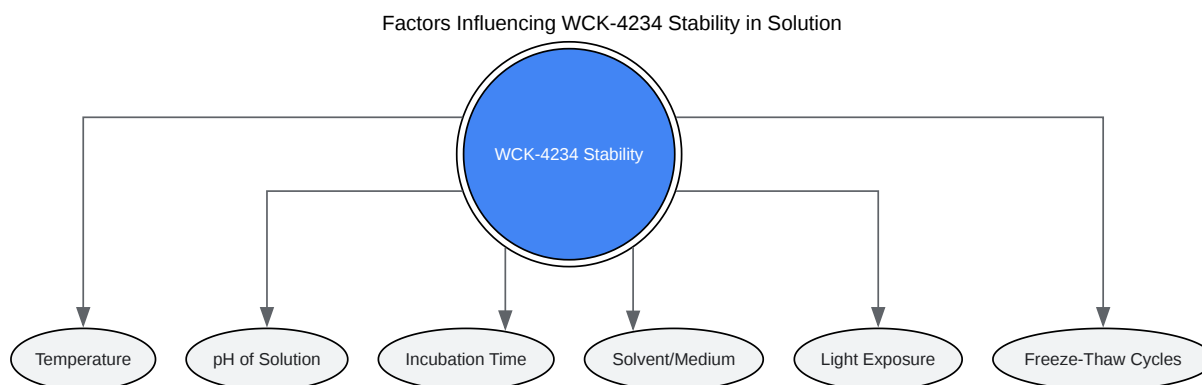 Factors Influencing WCK-4234 Stability in Solution
WCK-4234 Stability
Temperature
pH of Solution
Incubation Time
Solvent/Medium
Light Exposure
Freeze-Thaw Cycles